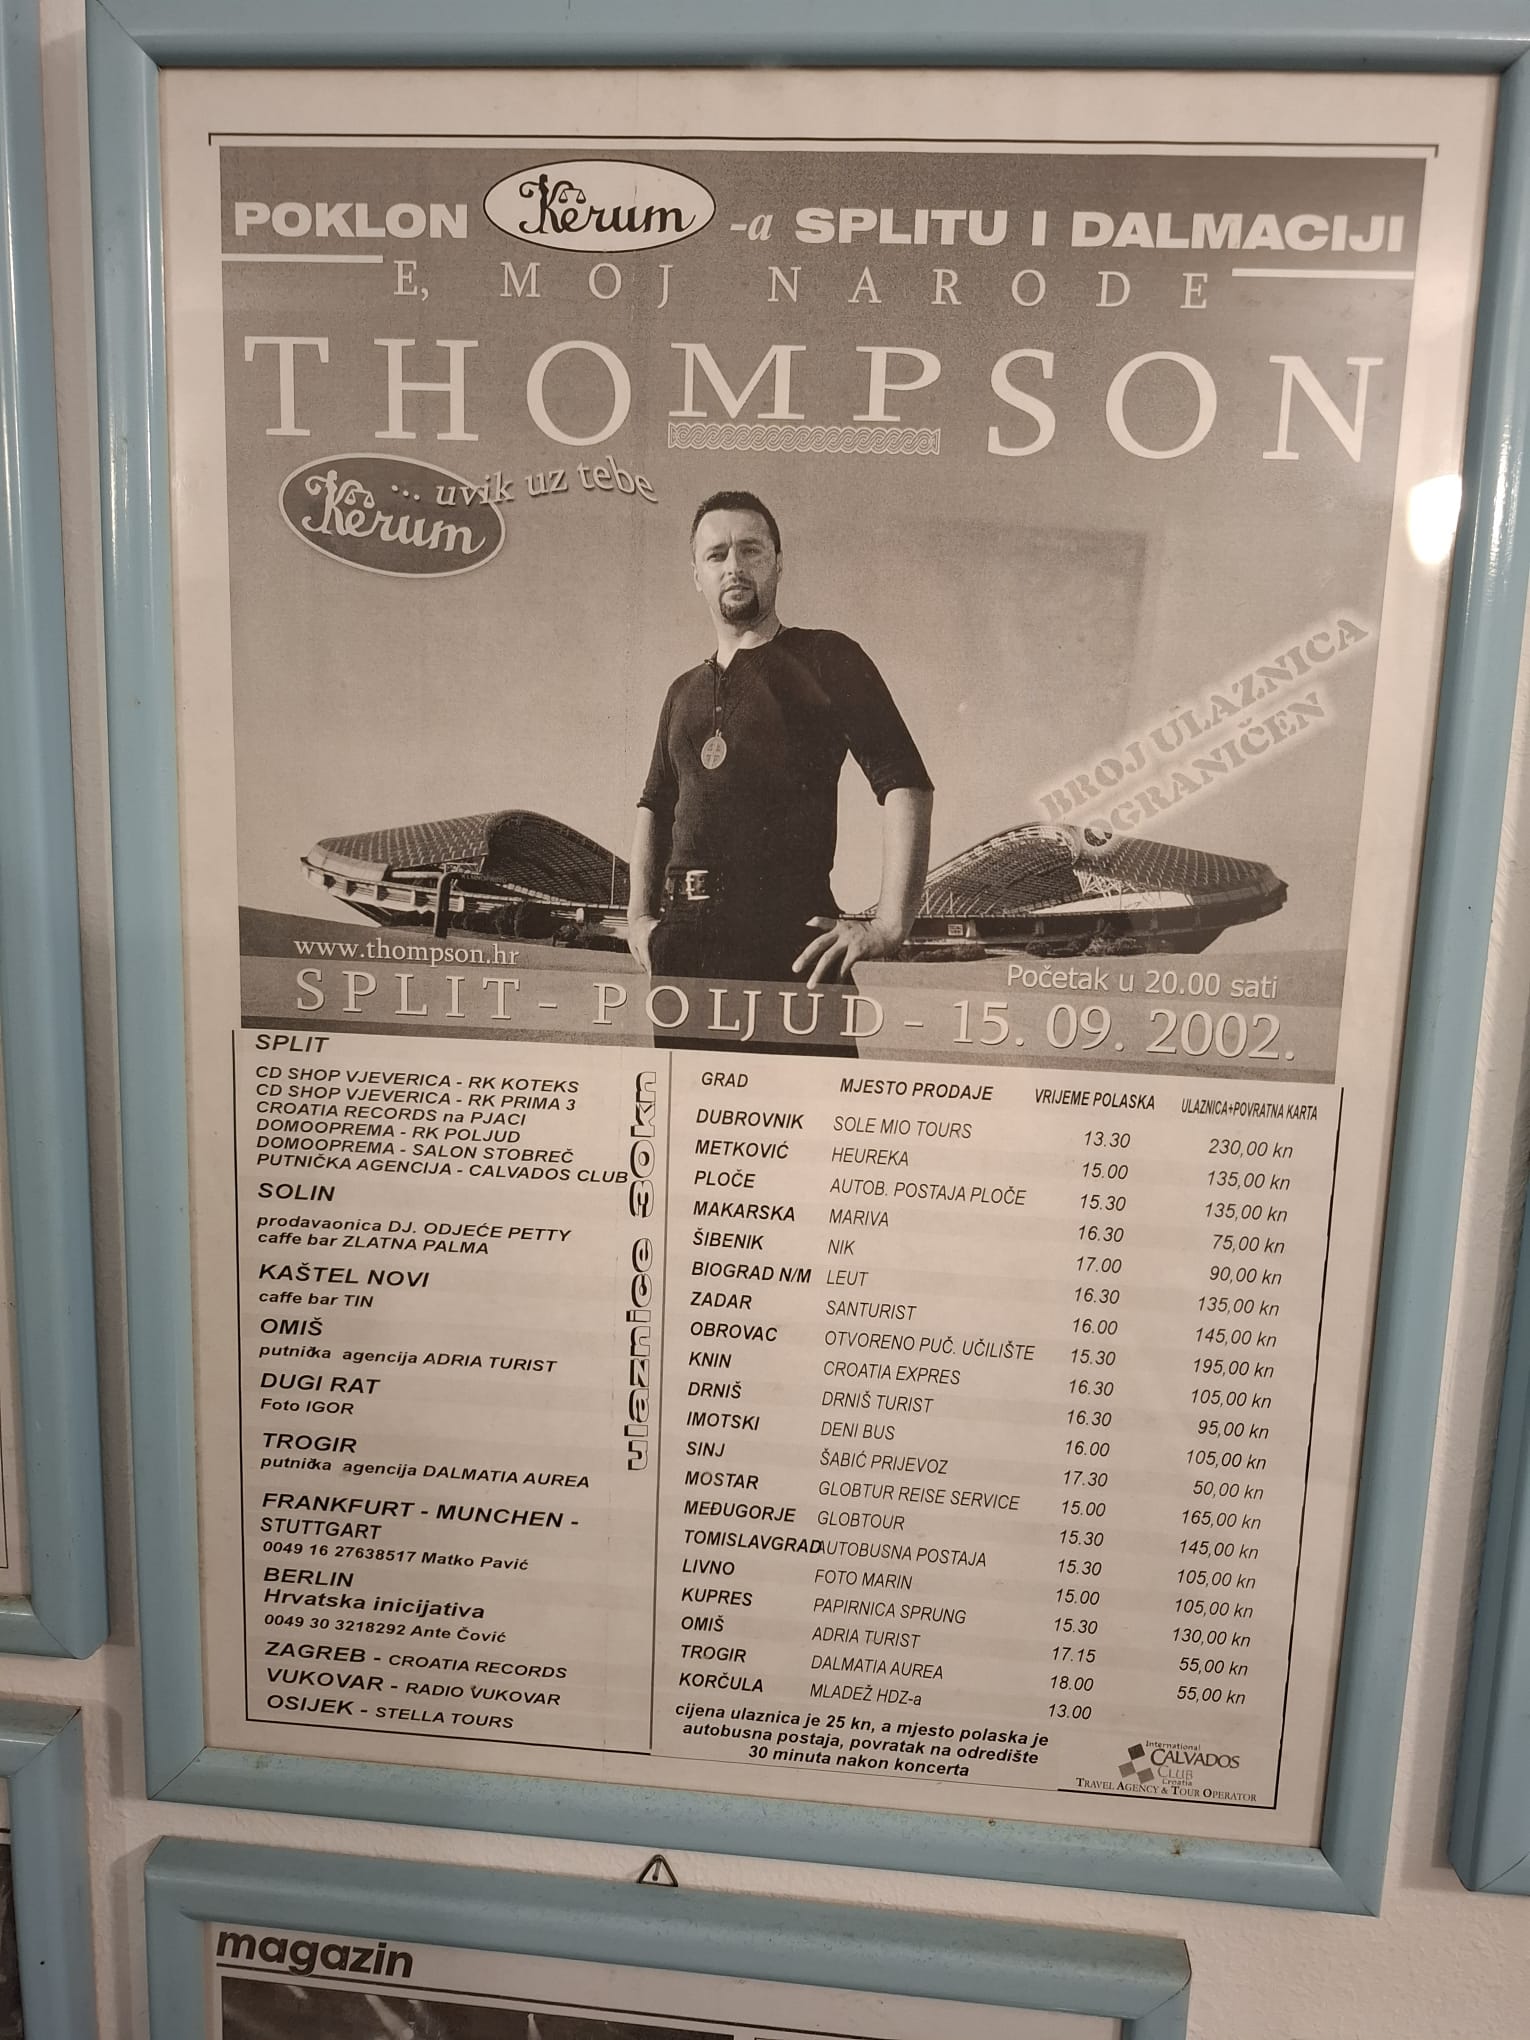 POKLON Kerum -a SPLITU I DALMACIJI
E, MOJ NARODE
THOMPSON
Kerum ... uvik uz tebe
BROJ ULAZNICA
OGRANIČEN
www.thompson.hr
Početak u 20.00 sati
SPLIT - POLJUD - 15. 09. 2002.
SPLIT
CD SHOP VJEVERICA - RK KOTEKS
CD SHOP VJEVERICA - RK PRIMA 3
CROATIA RECORDS na PJACI
DOMOOPREMA - RK POLJUD
DOMOOPREMA - SALON STOBREČ
PUTNIČKA AGENCIJA - CALVADOS CLUB
SOLIN
prodavaonica DJ. ODJEĆE PETTY
caffe bar ZLATNA PALMA
KAŠTEL NOVI
caffe bar TIN
OMIŠ
putnička agencija ADRIA TURIST
DUGI RAT
Foto IGOR
TROGIR
putnička agencija DALMATIA AUREA
FRANKFURT - MUNCHEN -
STUTTGART
0049 16 27638517 Matko Pavić
BERLIN
Hrvatska inicijativa
0049 30 3218292 Ante Čović
ZAGREB - CROATIA RECORDS
VUKOVAR - RADIO VUKOVAR
OSIJEK - STELLA TOURS
ulaznice 30kn
GRAD MJESTO PRODAJE VRIJEME POLASKA ULAZNICA+POVRATNA KARTA
DUBROVNIK SOLE MIO TOURS 13.30 230,00 kn
METKOVIĆ HEUREKA 15.00 135,00 kn
PLOČE AUTOB. POSTAJA PLOČE 15.30 135,00 kn
MAKARSKA MARIVA 16.30 75,00 kn
ŠIBENIK NIK 17.00 90,00 kn
BIOGRAD N/M LEUT 16.30 135,00 kn
ZADAR SANTURIST 16.00 145,00 kn
OBROVAC OTVORENO PUČ. UČILIŠTE 15.30 195,00 kn
KNIN CROATIA EXPRES 16.30 105,00 kn
DRNIŠ DRNIŠ TURIST 16.30 95,00 kn
IMOTSKI DENI BUS 16.00 105,00 kn
SINJ ŠABIĆ PRIJEVOZ 17.30 50,00 kn
MOSTAR GLOBTUR REISE SERVICE 15.00 165,00 kn
MEĐUGORJE GLOBTOUR 15.30 145,00 kn
TOMISLAVGRAD AUTOBUSNA POSTAJA 15.30 105,00 kn
LIVNO FOTO MARIN 15.00 105,00 kn
KUPRES PAPIRNICA SPRUNG 15.30 130,00 kn
OMIŠ ADRIA TURIST 17.15 55,00 kn
TROGIR DALMATIA AUREA 18.00 55,00 kn
KORČULA MLADEŽ HDZ-a 13.00
cijena ulaznica je 25 kn, a mjesto polaska je
autobusna postaja, povratak na odredište
30 minuta nakon koncerta
International
CALVADOS
CLUB
Croatia
TRAVEL AGENCY & TOUR OPERATOR
magazin